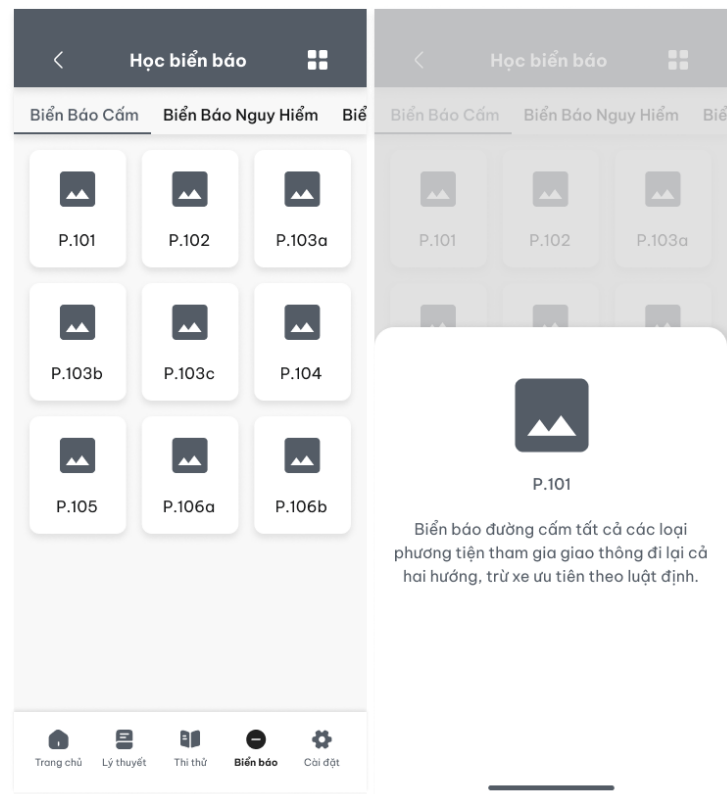 Học biển báo
Biển Báo Cấm Biển Báo Nguy Hiểm Biể
P.101 P.102 P.103a
P.103b P.103c P.104
P.105 P.106a P.106b
Trang chủ Lý thuyết Thi thử Biển báo Cài đặt
Học biển báo
Biển Báo Cấm Biển Báo Nguy Hiểm Biể
P.101 P.102 P.103a
P.101
Biển báo đường cấm tất cả các loại
phương tiện tham gia giao thông đi lại cả
hai hướng, trừ xe ưu tiên theo luật định.